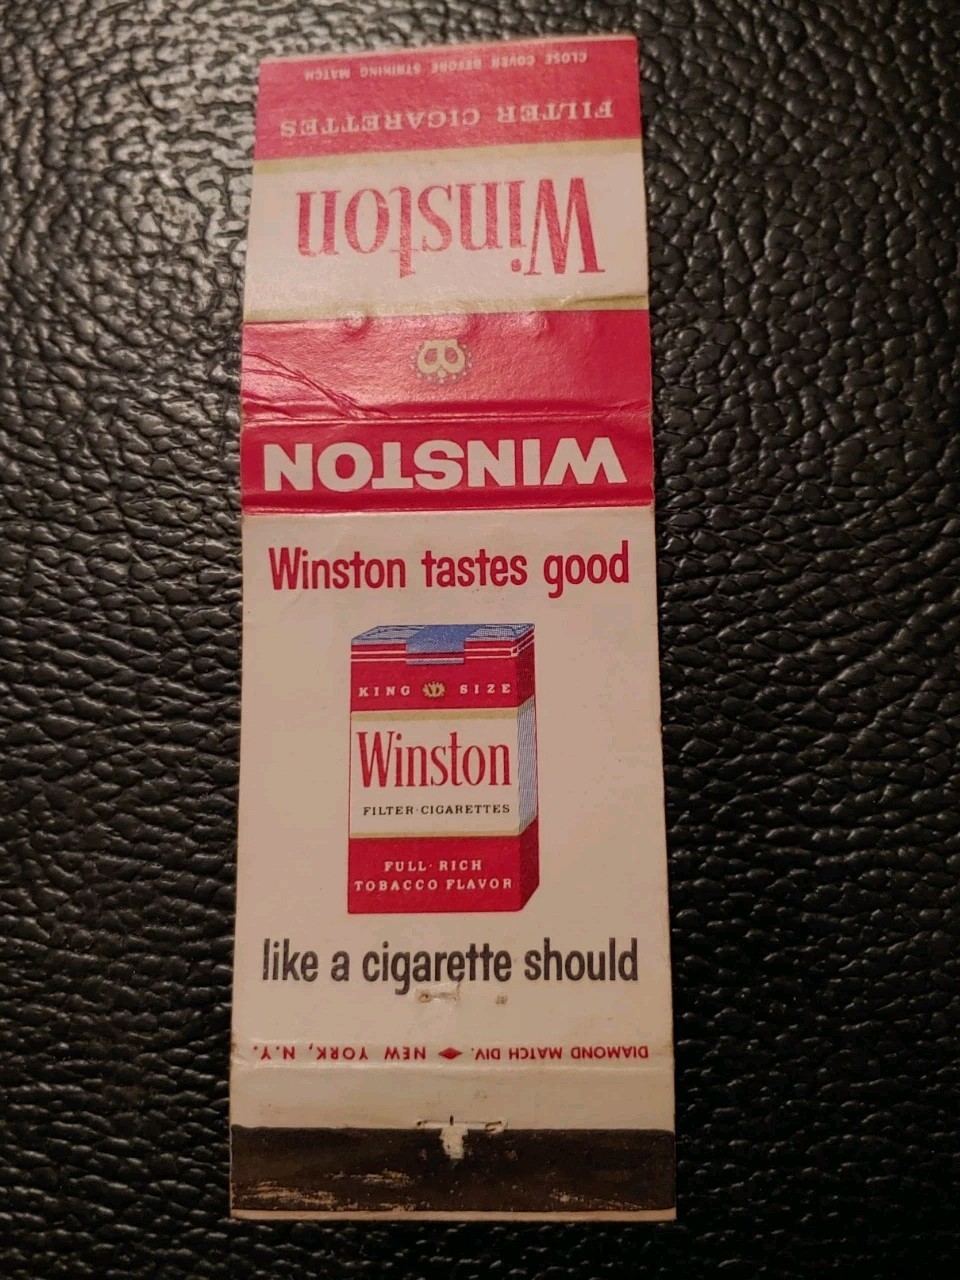 CLOSE COVER BEFORE STRIKING MATCH
FILTER CIGARETTES
Winston
WINSTON
Winston tastes good
KING SIZE
Winston
FILTER·CIGARETTES
FULL·RICH
TOBACCO FLAVOR
like a cigarette should
DIAMOND MATCH DIV. NEW YORK, N.Y.